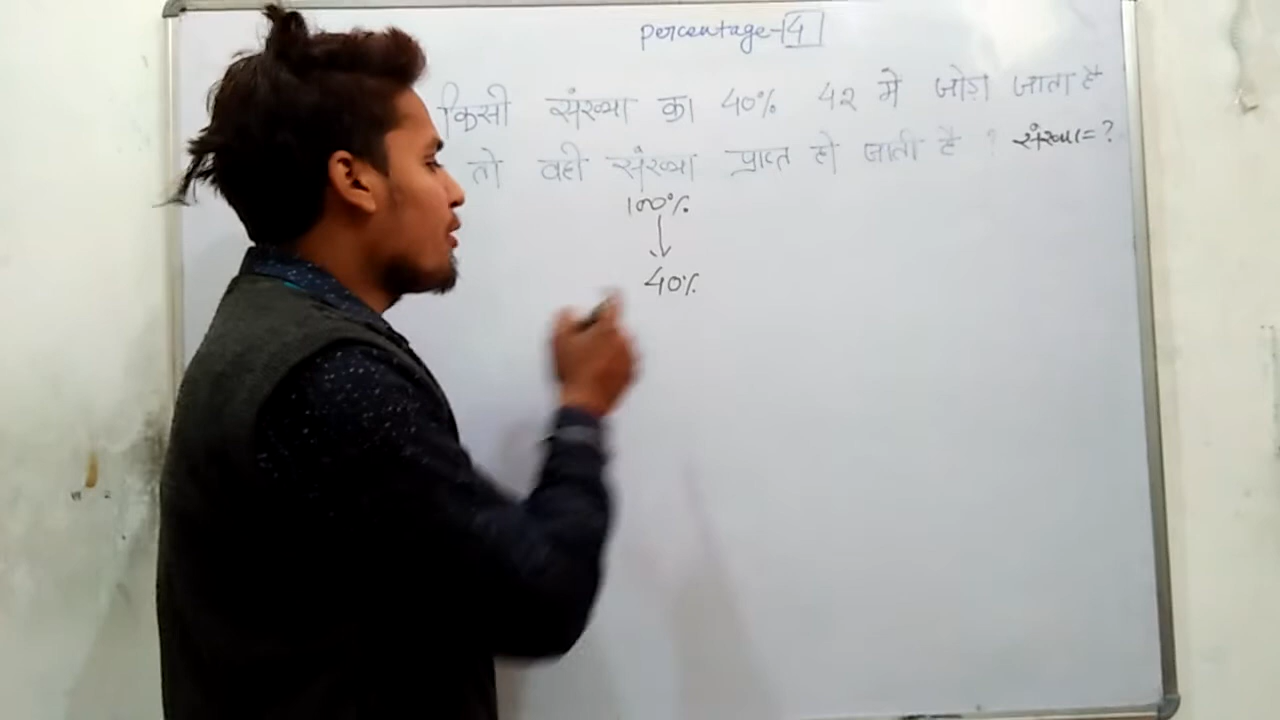 percentage-4
किसी संख्या का 40% 42 मे जोड़ा जाता है
तो वही संख्या प्राप्त हो जाती है ? संख्या=?
100%
40%